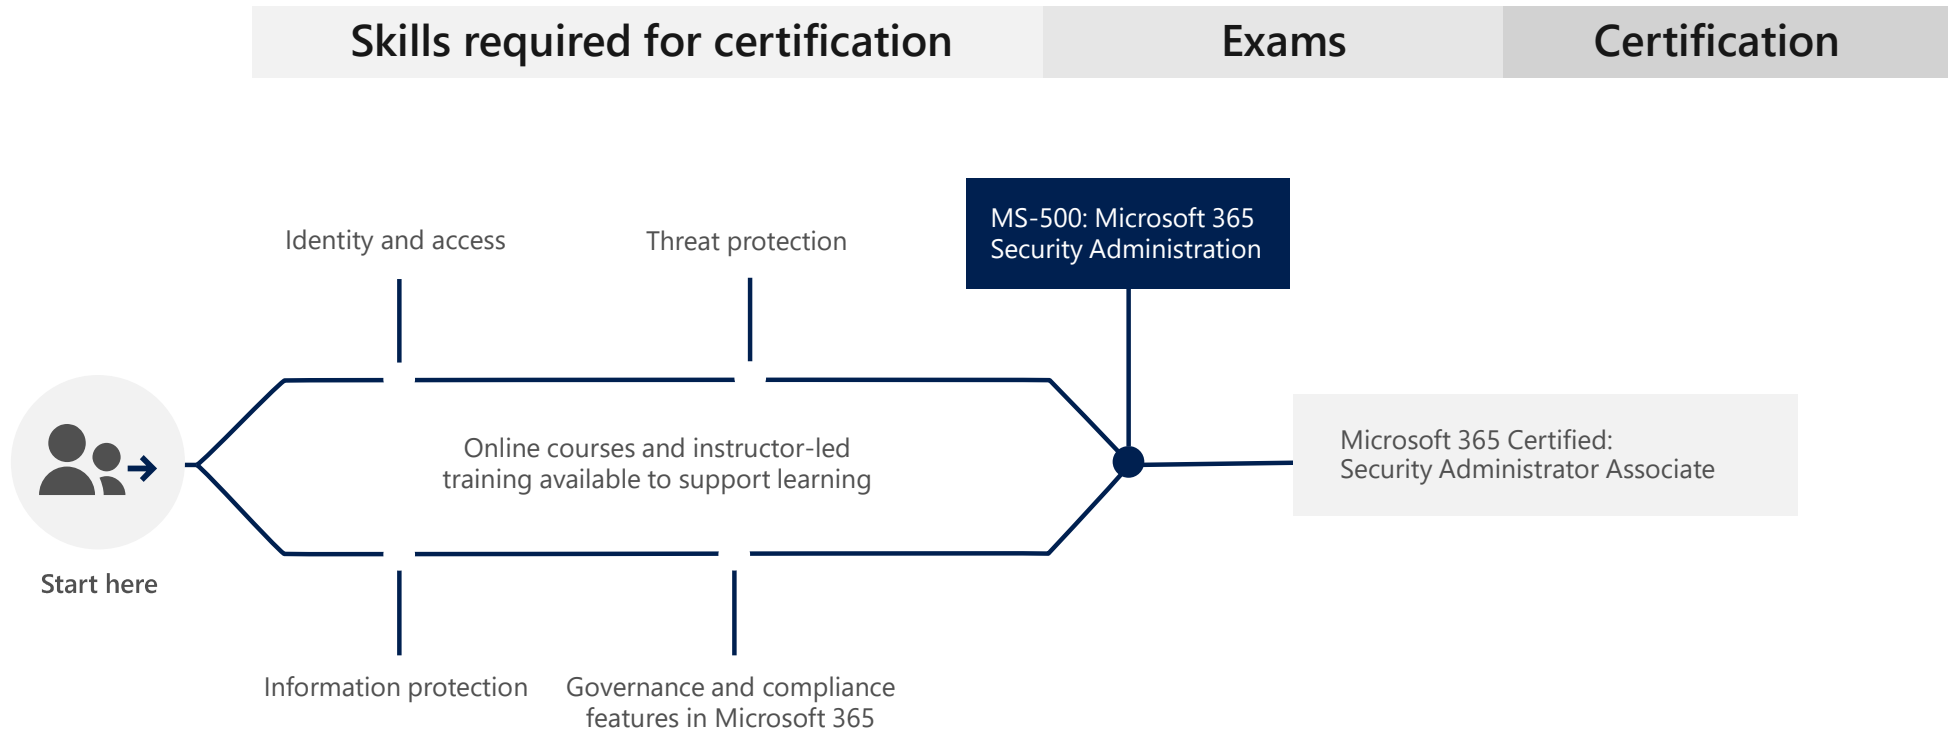 Skills required for certification
Exams
Certification
MS-500: Microsoft 365
Security Administration
Identity and access
Threat protection
Online courses and instructor-led
training available to support learning
Microsoft 365 Certified:
Security Administrator Associate
Start here
Information protection
Governance and compliance
features in Microsoft 365